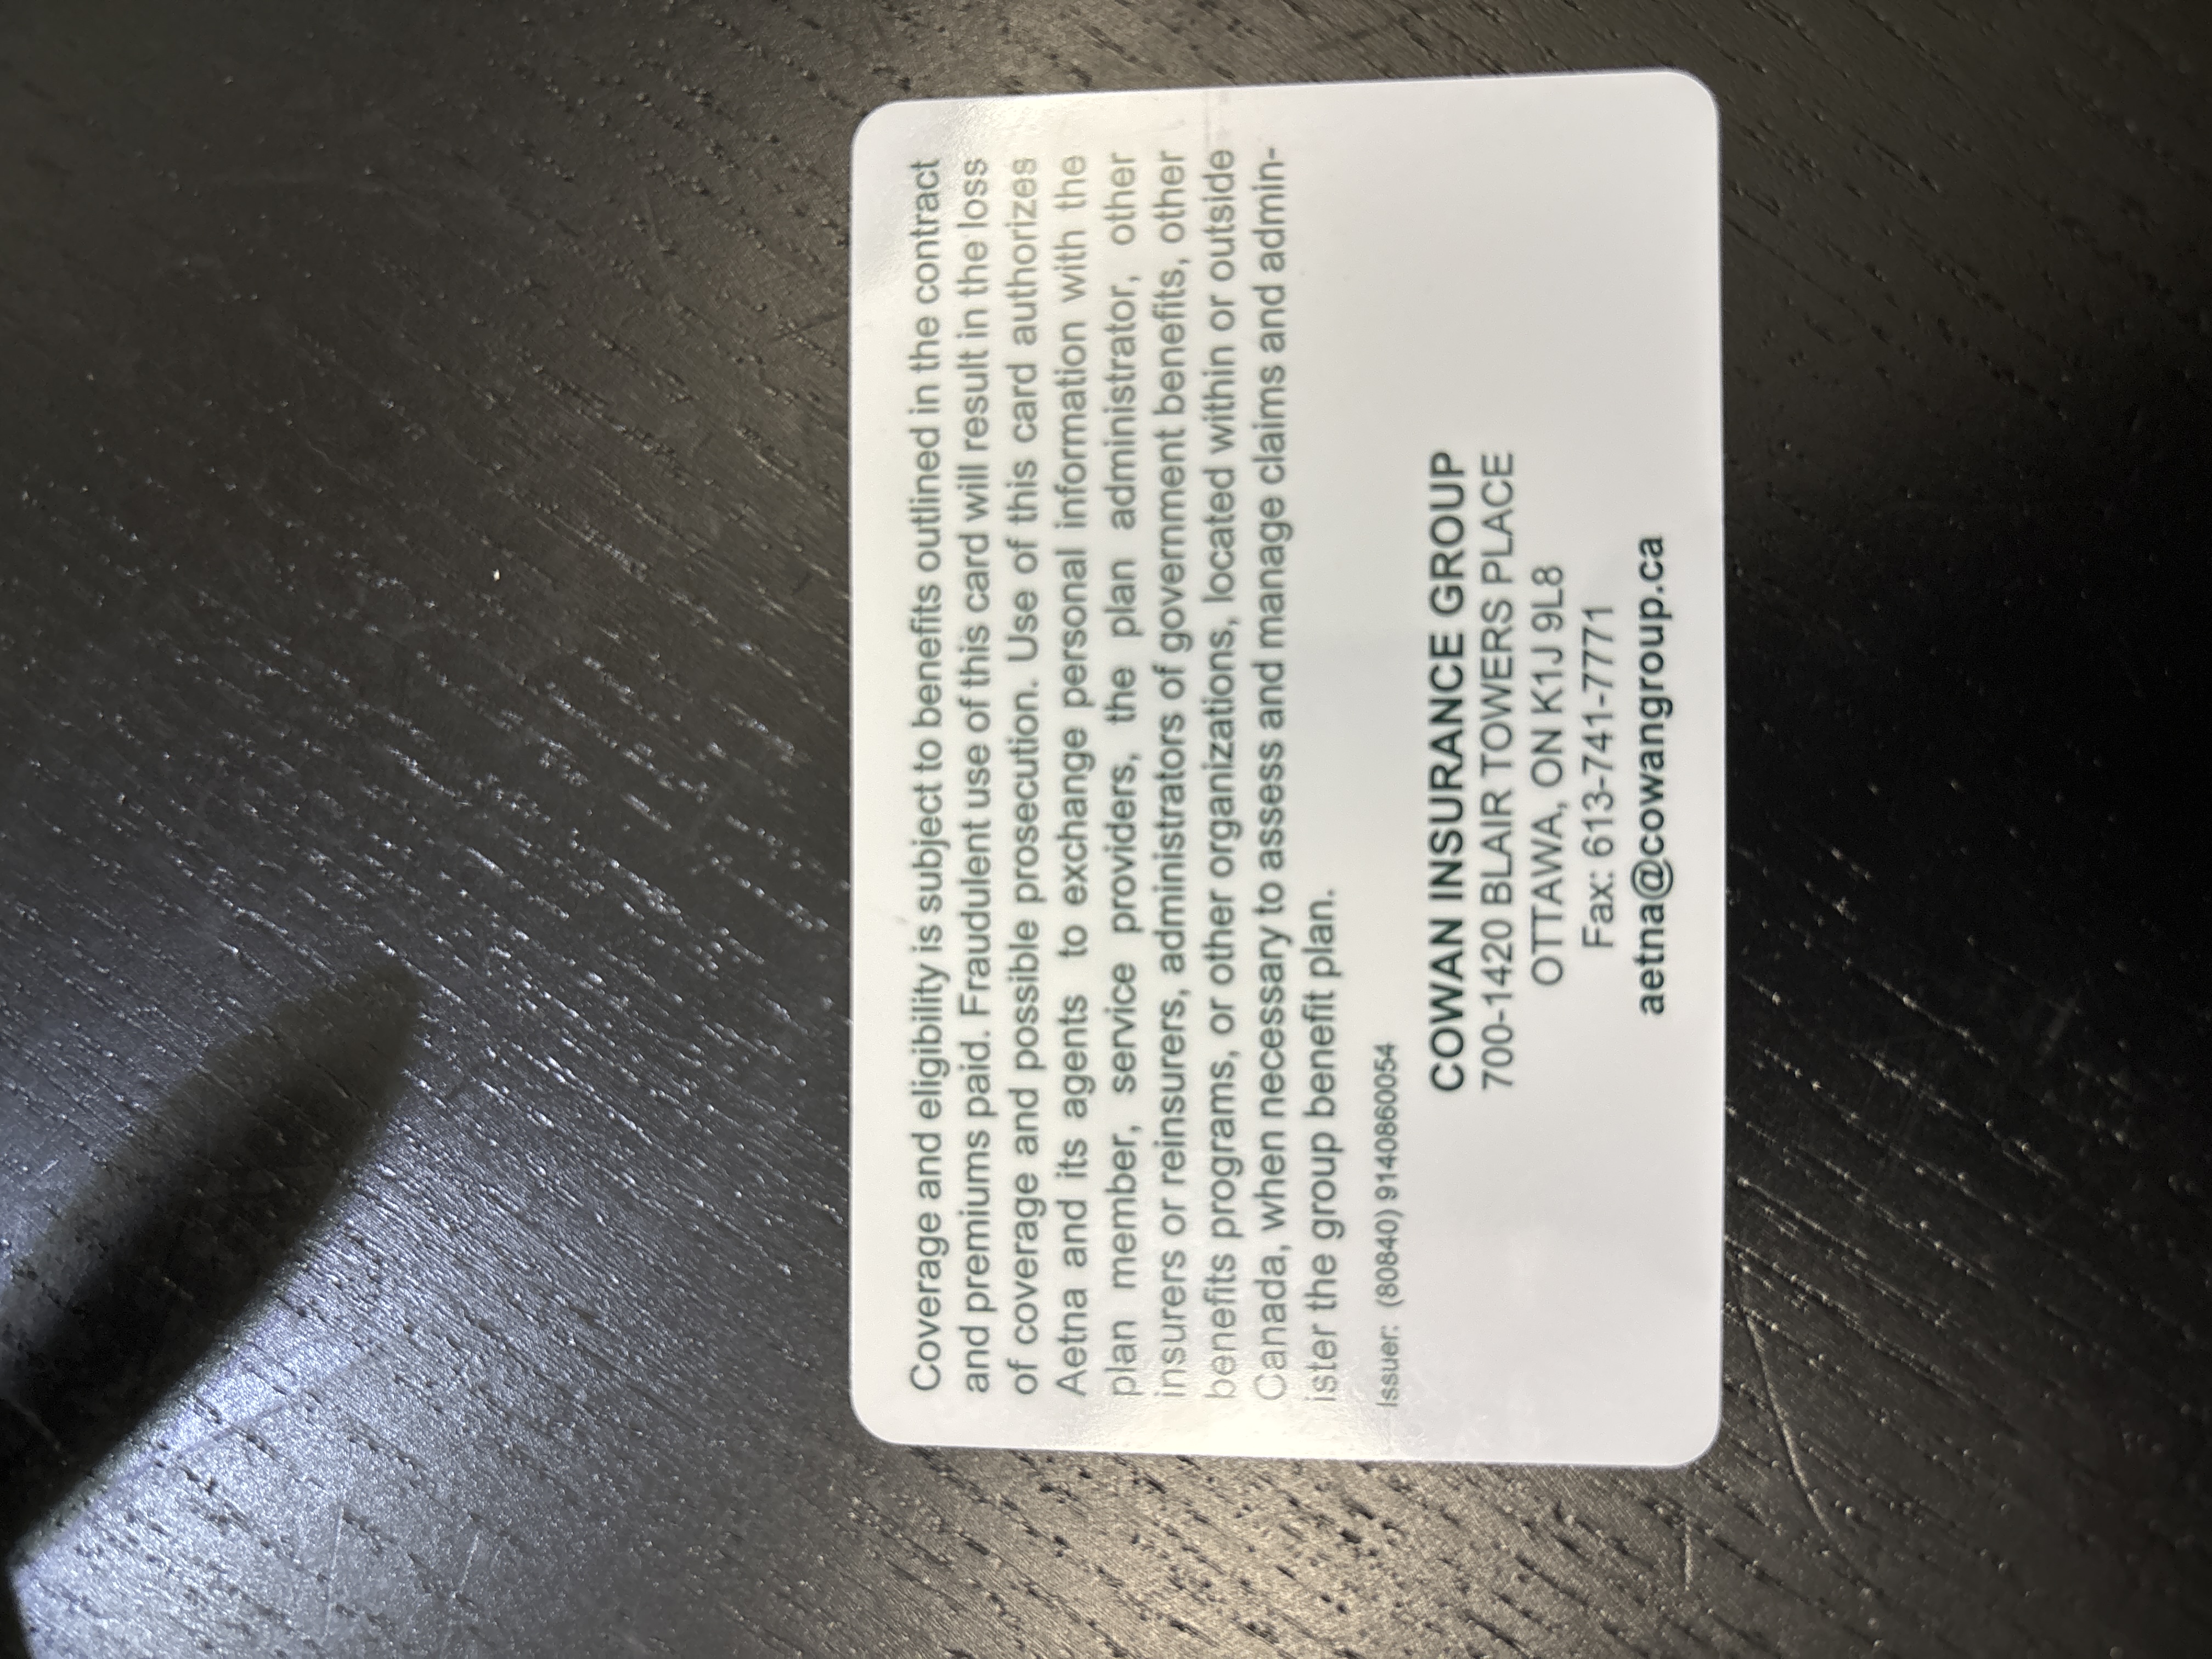 Coverage and eligibility is subject to benefits outlined in the contract
and premiums paid. Fraudulent use of this card will result in the loss
of coverage and possible prosecution. Use of this card authorizes
Aetna and its agents to exchange personal information with the
plan member, service providers, the plan administrator, other
insurers or reinsurers, administrators of government benefits, other
benefits programs, or other organizations, located within or outside
Canada, when necessary to assess and manage claims and admin-
ister the group benefit plan.
Issuer: (80840) 9140860054
COWAN INSURANCE GROUP
700-1420 BLAIR TOWERS PLACE
OTTAWA, ON K1J 9L8
Fax: 613-741-7771
aetna@cowangroup.ca